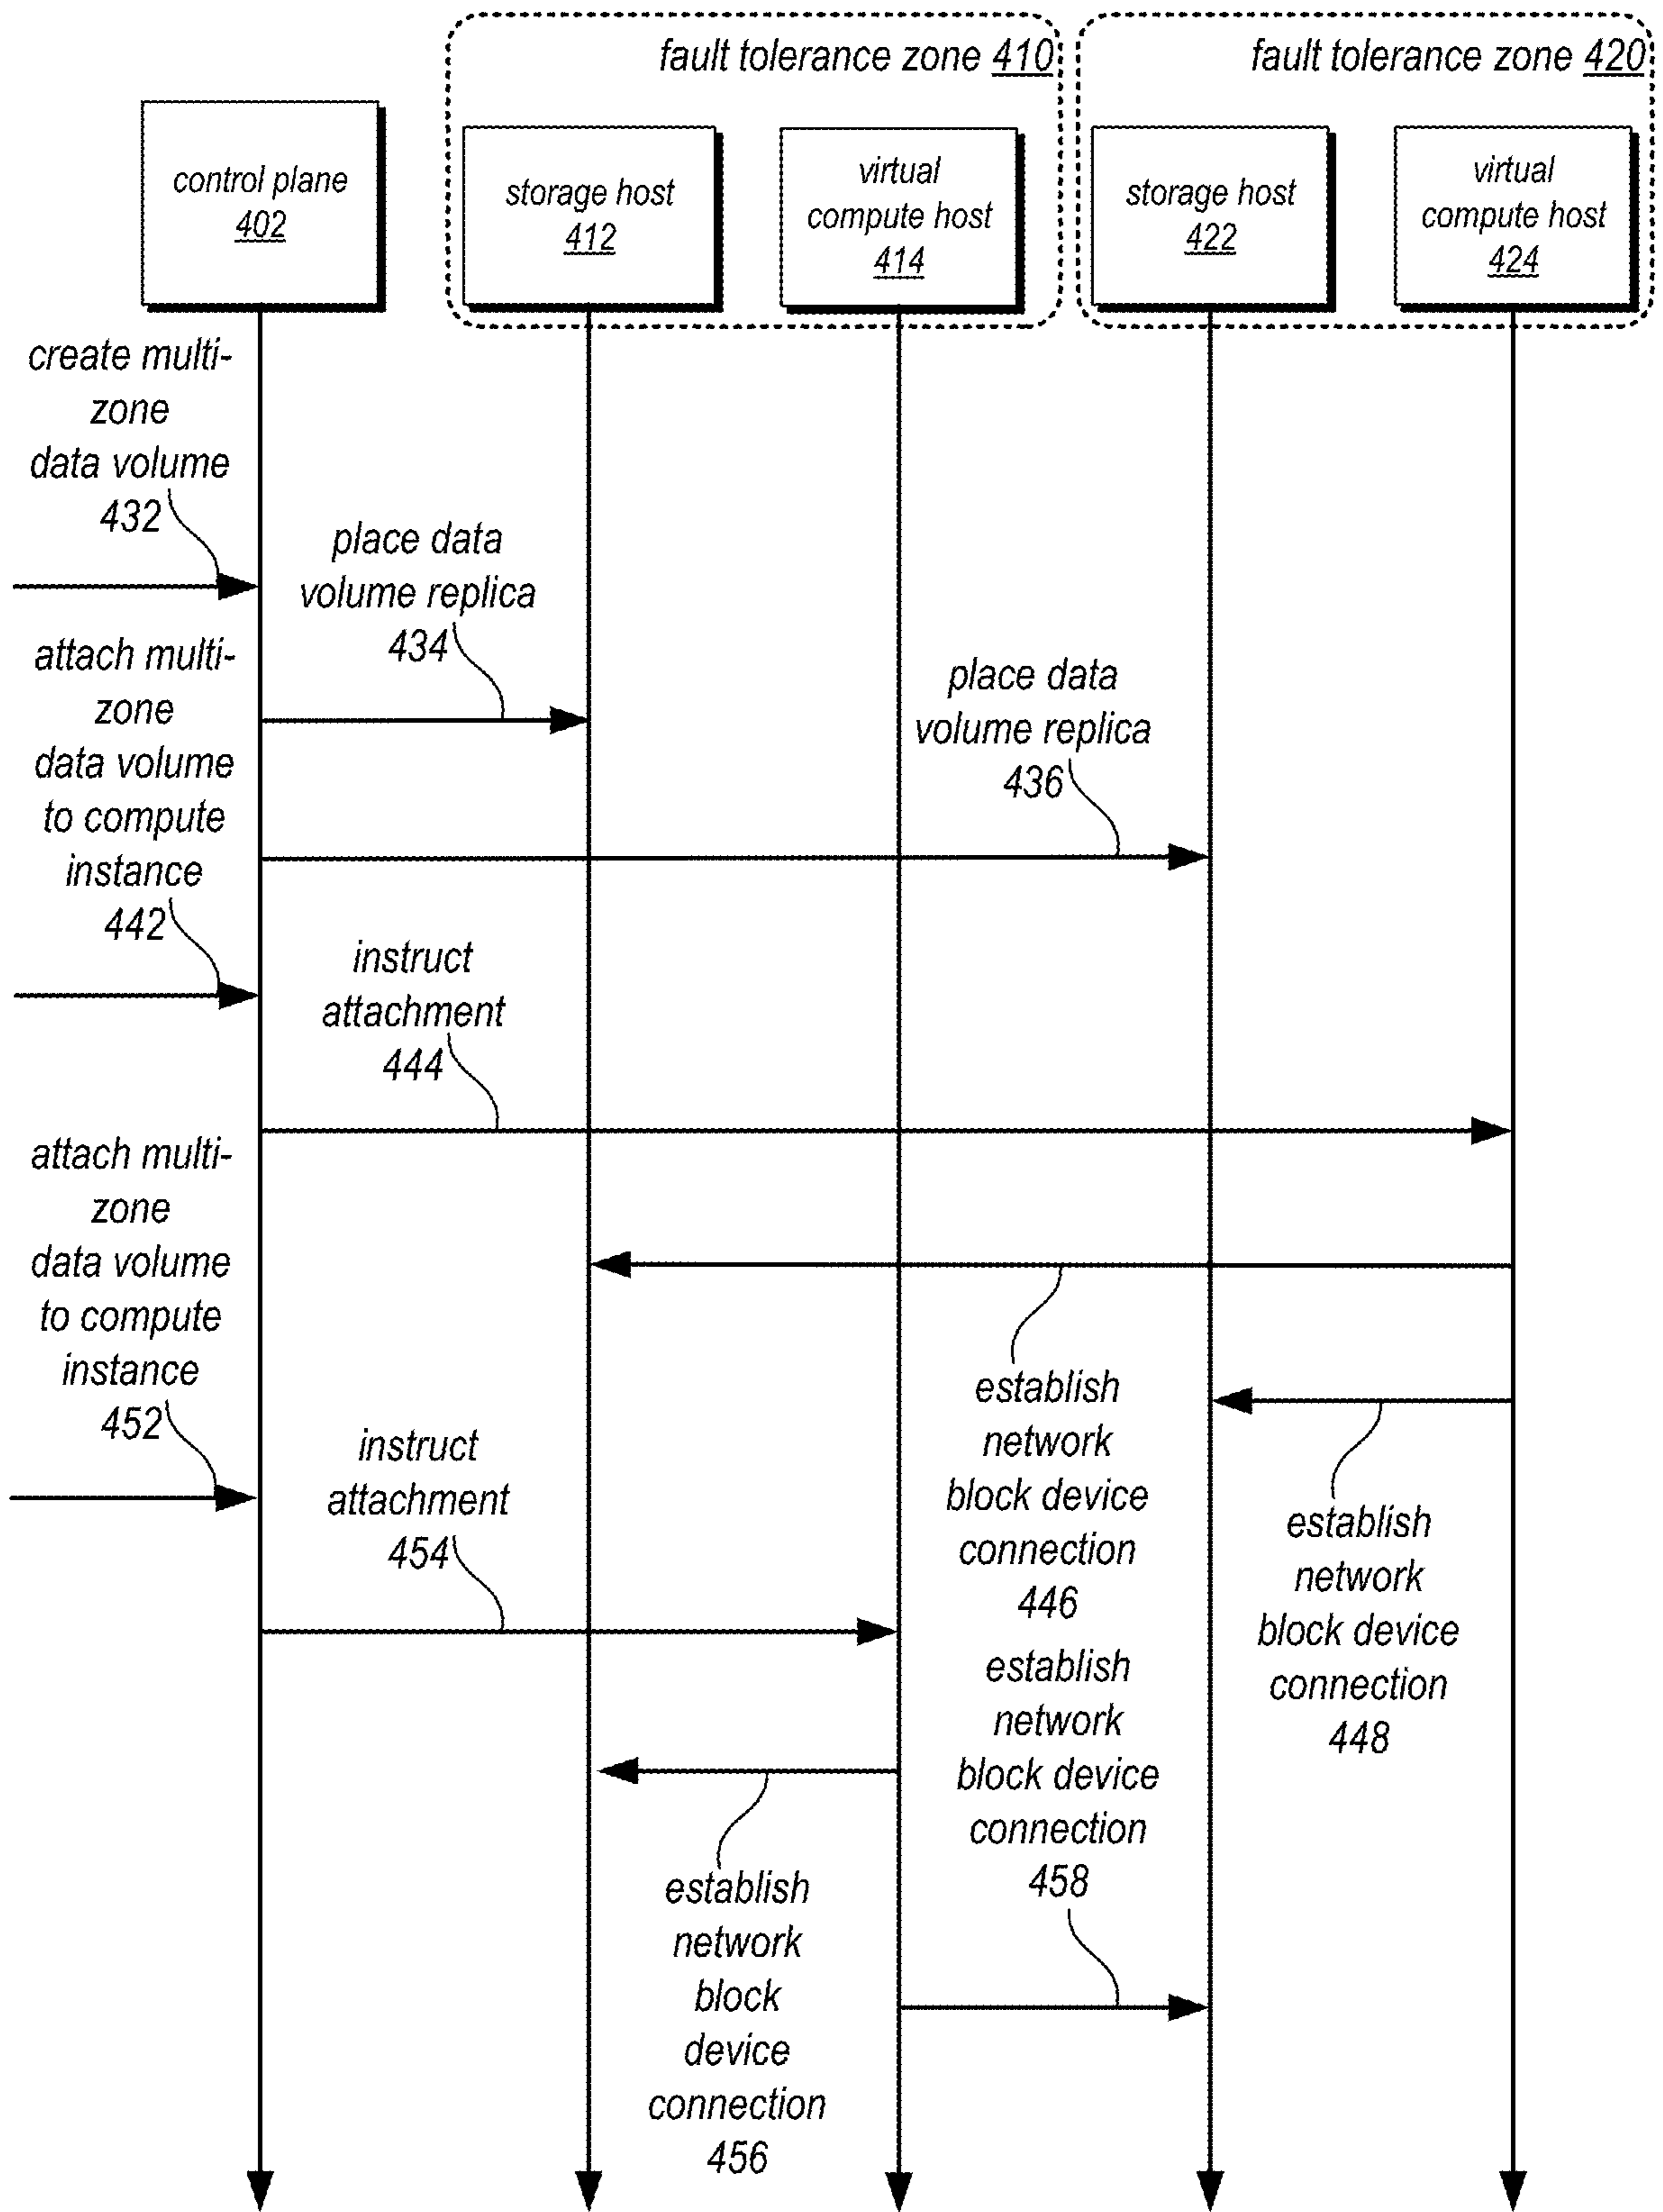 fault tolerance zone 410
fault tolerance zone 420
control plane
402
storage host
412
virtual
compute host
414
storage host
422
virtual
compute host
424
create multi-
zone
data volume
432
place data
volume replica
434
attach multi-
zone
data volume
to compute
instance
442
place data
volume replica
436
instruct
attachment
444
attach multi-
zone
data volume
to compute
instance
452
establish
network
block device
connection
446
establish
network
block device
connection
448
instruct
attachment
454
establish
network
block device
connection
458
establish
network
block
device
connection
456